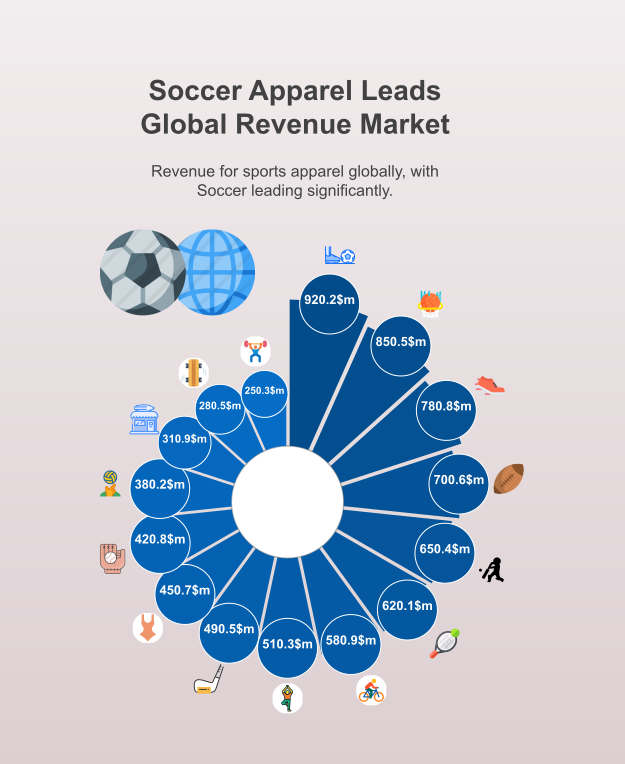 Soccer Apparel Leads
Global Revenue Market
Revenue for sports apparel globally, with
Soccer leading significantly.
920.2$m
850.5$m
780.8$m
700.6$m
650.4$m
620.1$m
580.9$m
510.3$m
490.5$m
450.7$m
420.8$m
380.2$m
310.9$m
280.5$m
250.3$m